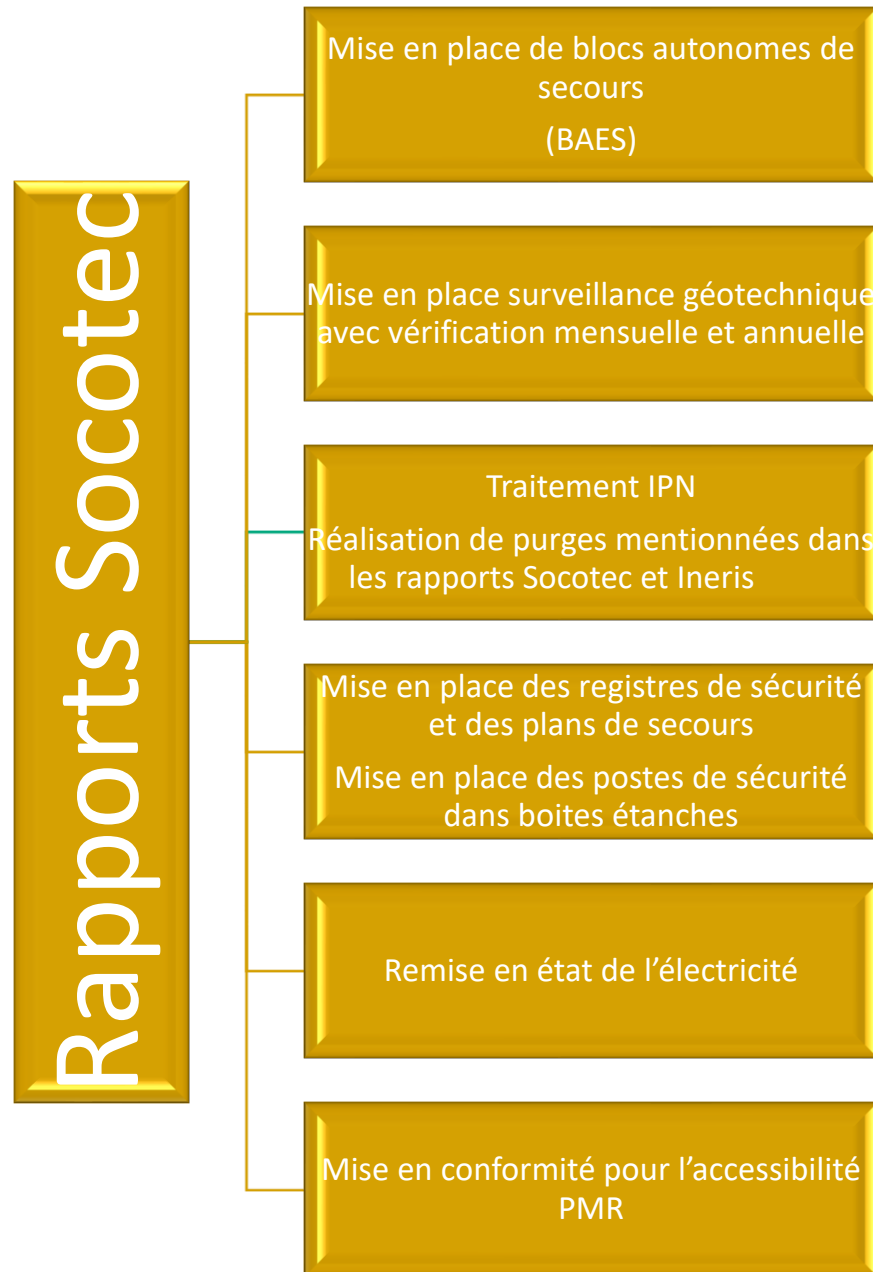 Rapports Socotec
Mise en place de blocs autonomes de
secours
(BAES)
Mise en place surveillance géotechnique
avec vérification mensuelle et annuelle
Traitement IPN
Réalisation de purges mentionnées dans
les rapports Socotec et Ineris
Mise en place des registres de sécurité
et des plans de secours
Mise en place des postes de sécurité
dans boites étanches
Remise en état de l’électricité
Mise en conformité pour l’accessibilité
PMR